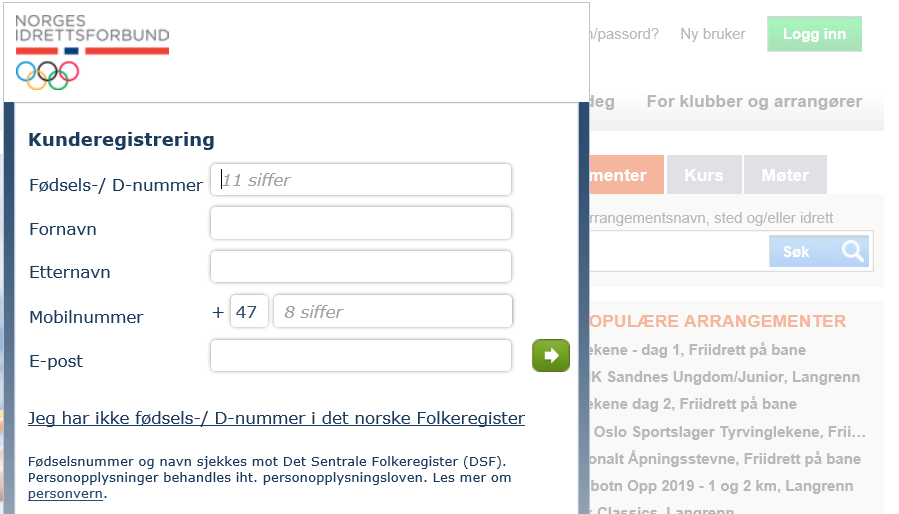 NORGES
IDRETTSFORBUND
Kunderegistrering
Fødsels-/ D-nummer 11 siffer
Fornavn
Etternavn
Mobilnummer + 47 8 siffer
E-post
Jeg har ikke fødsels-/ D-nummer i det norske Folkeregister
Fødselsnummer og navn sjekkes mot Det Sentrale Folkeregister (DSF).
Personopplysninger behandles iht. personopplysningsloven. Les mer om
personvern.
n/passord? Ny bruker Logg inn
deg For klubber og arrangører
menter Kurs Møter
rrangementsnavn, sted og/eller idrett
Søk
OPULÆRE ARRANGEMENTER
ekene - dag 1, Friidrett på bane
K Sandnes Ungdom/Junior, Langrenn
ekene dag 2, Friidrett på bane
Oslo Sportslager Tyrvinglekene, Frii...
onalt Åpningsstevne, Friidrett på bane
botn Opp 2019 - 1 og 2 km, Langrenn
Classics, Langrenn